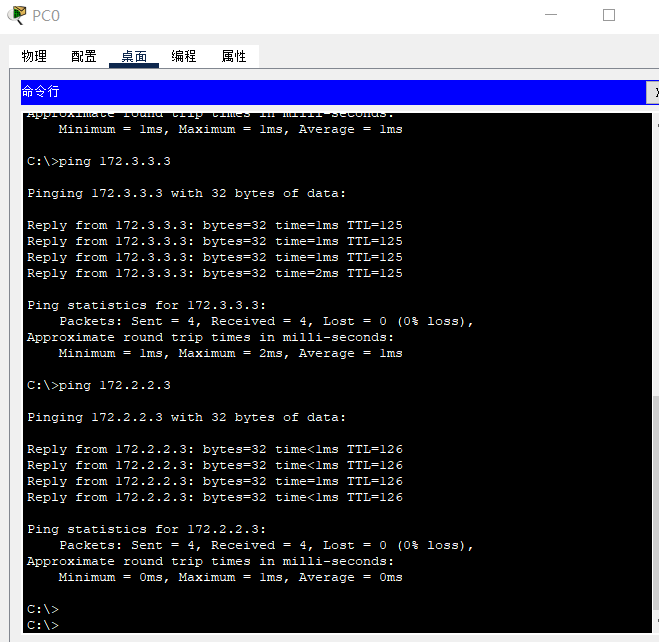 PC0
物理 配置 桌面 编程 属性
命令行
X
Approximate round trip times in milli-seconds:
    Minimum = 1ms, Maximum = 1ms, Average = 1ms
C:\>ping 172.3.3.3
Pinging 172.3.3.3 with 32 bytes of data:
Reply from 172.3.3.3: bytes=32 time=1ms TTL=125
Reply from 172.3.3.3: bytes=32 time=1ms TTL=125
Reply from 172.3.3.3: bytes=32 time=1ms TTL=125
Reply from 172.3.3.3: bytes=32 time=2ms TTL=125
Ping statistics for 172.3.3.3:
    Packets: Sent = 4, Received = 4, Lost = 0 (0% loss),
Approximate round trip times in milli-seconds:
    Minimum = 1ms, Maximum = 2ms, Average = 1ms
C:\>ping 172.2.2.3
Pinging 172.2.2.3 with 32 bytes of data:
Reply from 172.2.2.3: bytes=32 time<1ms TTL=126
Reply from 172.2.2.3: bytes=32 time<1ms TTL=126
Reply from 172.2.2.3: bytes=32 time=1ms TTL=126
Reply from 172.2.2.3: bytes=32 time<1ms TTL=126
Ping statistics for 172.2.2.3:
    Packets: Sent = 4, Received = 4, Lost = 0 (0% loss),
Approximate round trip times in milli-seconds:
    Minimum = 0ms, Maximum = 1ms, Average = 0ms
C:\>
C:\>